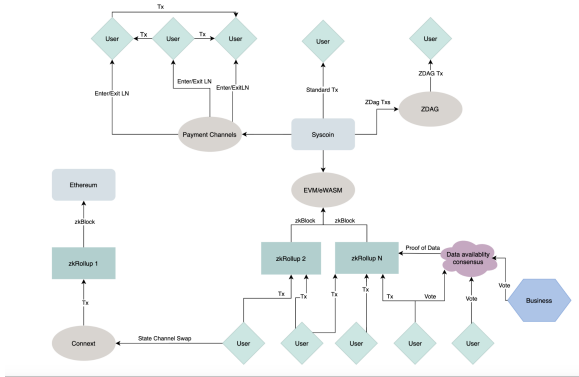 Tx
User
Tx
User
Tx
User
User
User
Enter/Exit LN
Enter/Exit LN
Enter/ExitLN
Standard Tx
ZDAG Tx
ZDag Txs
ZDAG
Payment Channels
Syscoin
Ethereum
EVM/eWASM
zkBlock
zkBlock
zkBlock
zkRollup 1
zkRollup 2
zkRollup N
Proof of Data
Data availablity
consensus
Tx
Tx
Tx
Tx
Tx
Tx
Vote
Vote
Vote
Business
Connext
State Channel Swap
User
User
User
User
User